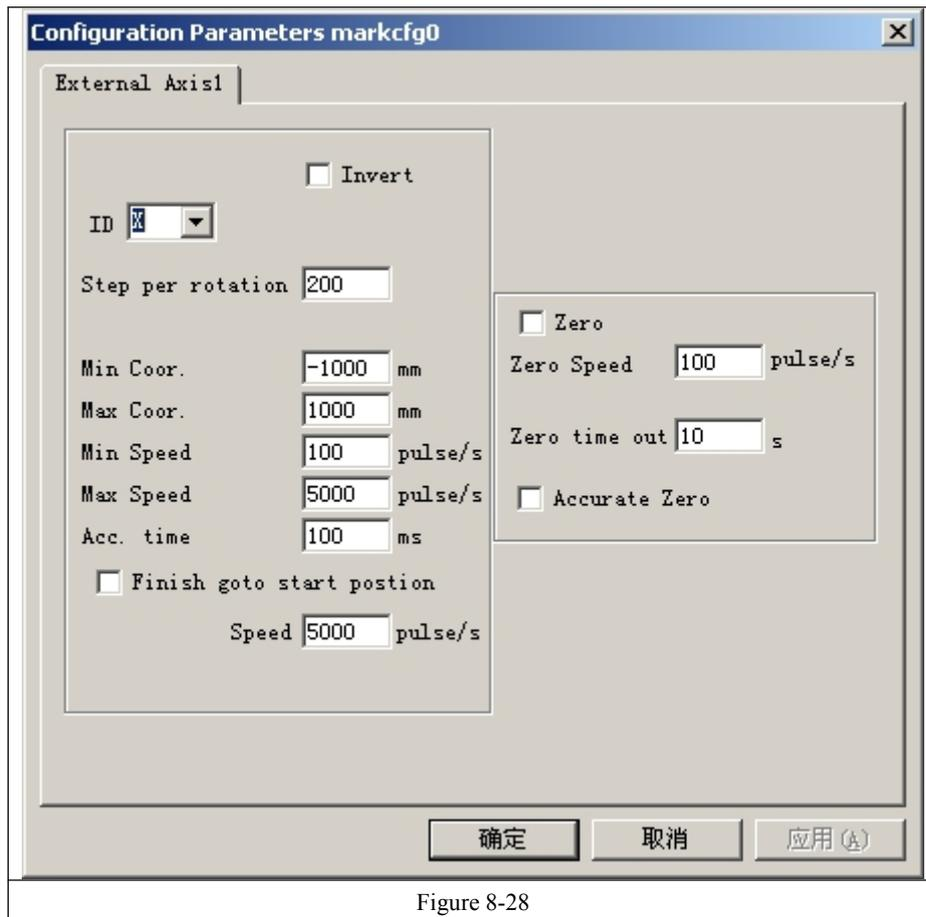 Configuration Parameters markcfg0
External Axis1
Invert
ID X
Step per rotation 200
Min Coor. -1000 mm
Max Coor. 1000 mm
Min Speed 100 pulse/s
Max Speed 5000 pulse/s
Acc. time 100 ms
Finish goto start postion
Speed 5000 pulse/s
Zero
Zero Speed 100 pulse/s
Zero time out 10 s
Accurate Zero
确定 取消 应用(A)
Figure 8-28